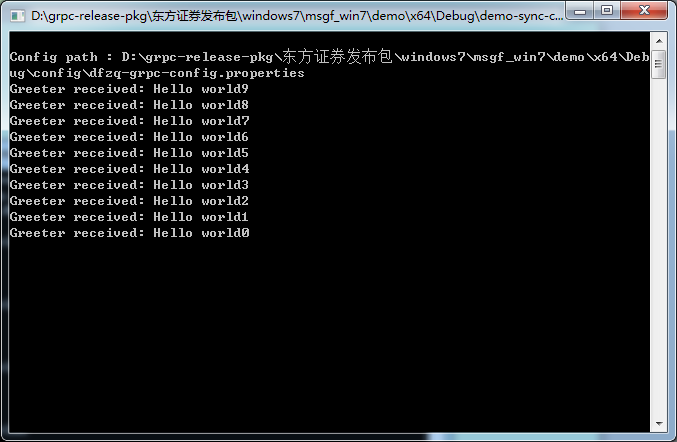 D:\grpc-release-pkg\东方证券发布包\windows7\msgf_win7\demo\x64\Debug\demo-sync-c...
Config path : D:\grpc-release-pkg\东方证券发布包\windows7\msgf_win7\demo\x64\Deb
ug\config\dfzq-grpc-config.properties
Greeter received: Hello world9
Greeter received: Hello world8
Greeter received: Hello world7
Greeter received: Hello world6
Greeter received: Hello world5
Greeter received: Hello world4
Greeter received: Hello world3
Greeter received: Hello world2
Greeter received: Hello world1
Greeter received: Hello world0